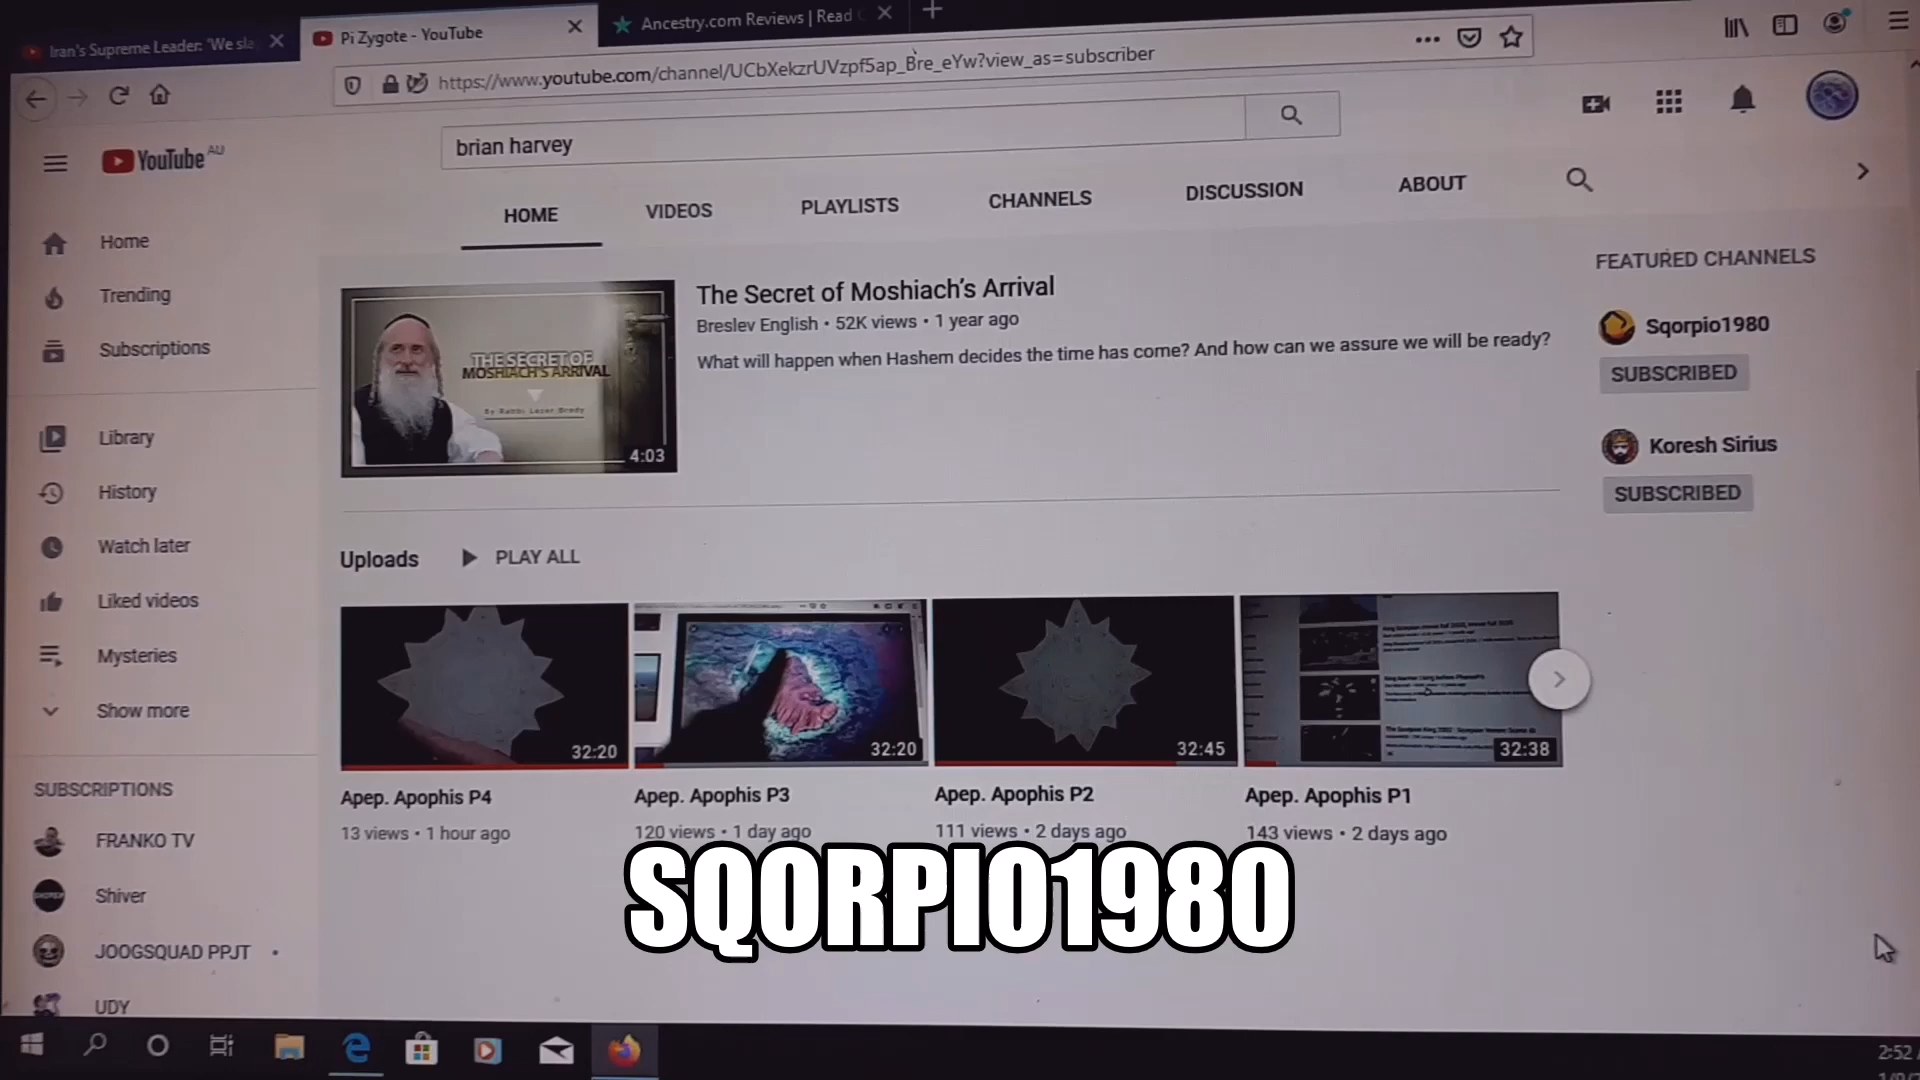 Iran's Supreme Leader: 'We sla
Pi Zygote - YouTube
Ancestry.com Reviews | Read
https://www.youtube.com/channel/UCbXekzrUVzpf5ap_Bre_eYw?view_as=subscriber
YouTube AU
brian harvey
HOME VIDEOS PLAYLISTS CHANNELS DISCUSSION ABOUT
Home
Trending
Subscriptions
Library
History
Watch later
Liked videos
Mysteries
Show more
SUBSCRIPTIONS
FRANKO TV
Shiver
JOOGSQUAD PPJT •
UDY
THE SECRET OF
MOSHIACH'S ARRIVAL
By Rabbi Lazer Brody
4:03
The Secret of Moshiach's Arrival
Breslev English • 52K views • 1 year ago
What will happen when Hashem decides the time has come? And how can we assure we will be ready?
FEATURED CHANNELS
Sqorpio1980
SUBSCRIBED
Koresh Sirius
SUBSCRIBED
Uploads PLAY ALL
32:20
32:20
32:45
32:38
Apep. Apophis P4
13 views • 1 hour ago
Apep. Apophis P3
120 views • 1 day ago
Apep. Apophis P2
111 views • 2 days ago
Apep. Apophis P1
143 views • 2 days ago
SQORPIO1980
2:52